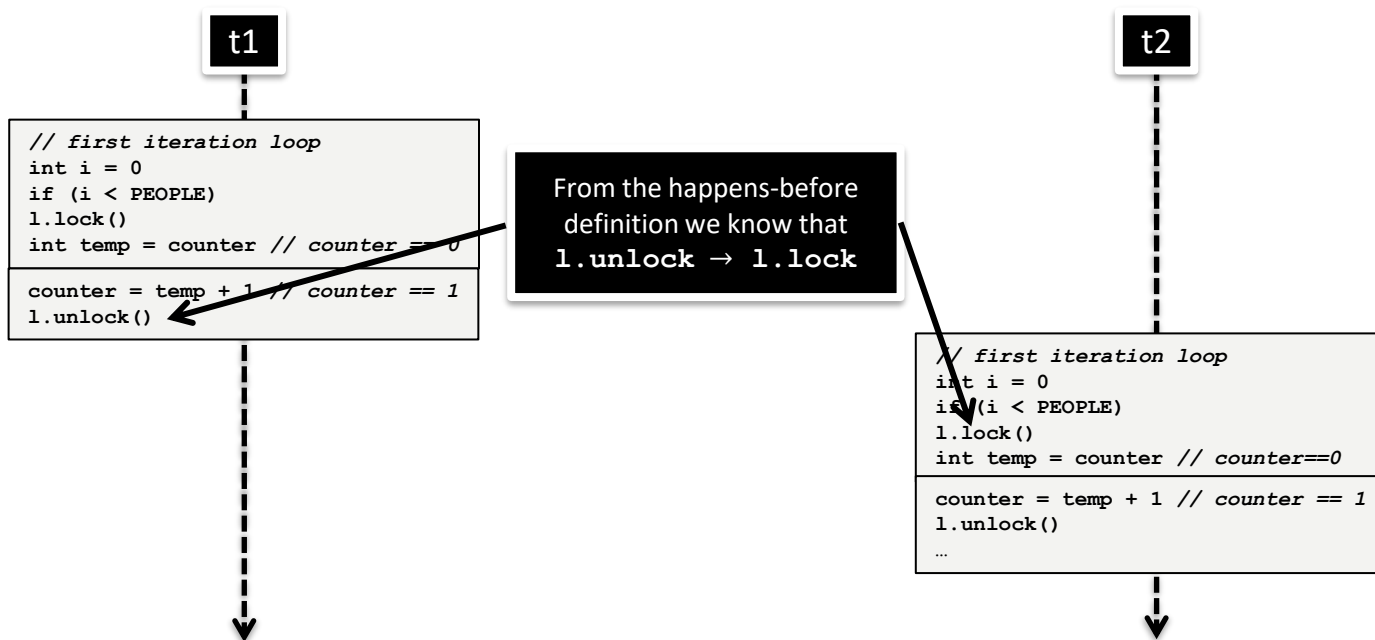 t1
t2
// first iteration loop
int i = 0
if (i < PEOPLE)
l.lock()
int temp = counter // counter == 0
counter = temp + 1 // counter == 1
l.unlock()
From the happens-before
definition we know that
l.unlock → l.lock
// first iteration loop
int i = 0
if (i < PEOPLE)
l.lock()
int temp = counter // counter==0
counter = temp + 1 // counter == 1
l.unlock()
…